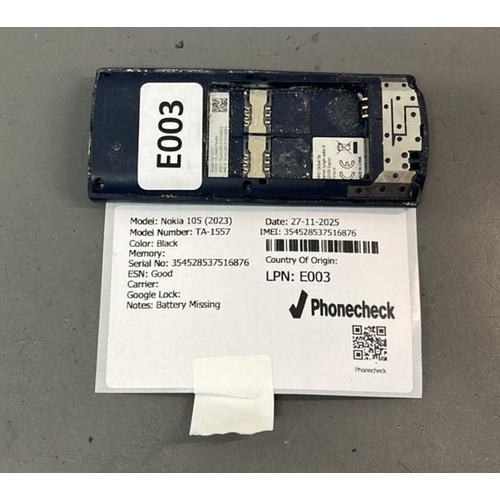 E003
Model: Nokia 105 (2023)
Model Number: TA-1557
Color: Black
Memory:
Serial No: 354528537516876
ESN: Good
Carrier:
Google Lock:
Notes: Battery Missing
Date: 27-11-2025
IMEI: 354528537516876
Country Of Origin:
LPN: E003
Phonecheck
Phonecheck